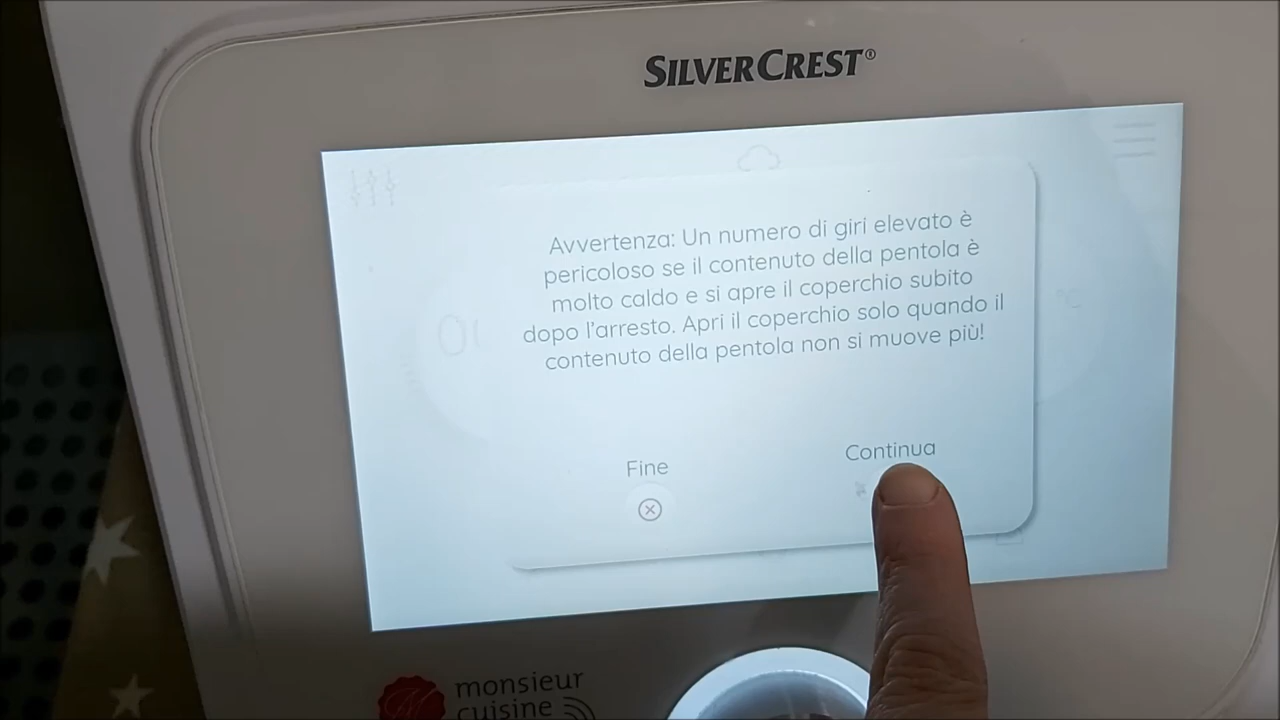 SILVERCREST®
Avvertenza: Un numero di giri elevato è
pericoloso se il contenuto della pentola è
molto caldo e si apre il coperchio subito
dopo l'arresto. Apri il coperchio solo quando il
contenuto della pentola non si muove più!
Fine
Continua
°C
monsieur
cuisine